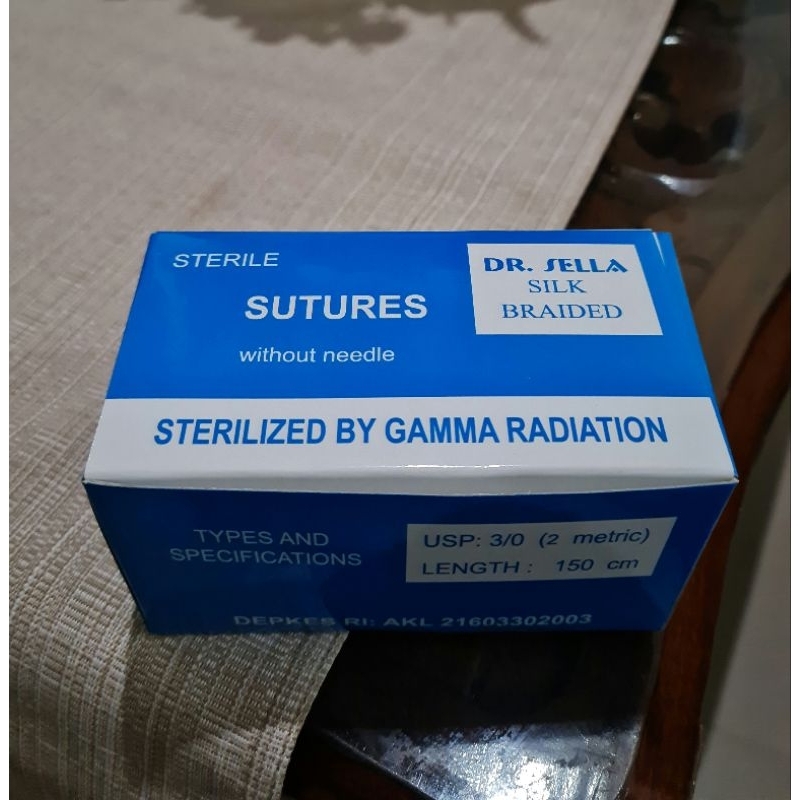 STERILE
DR. SELLA
SILK
BRAIDED
SUTURES
without needle
STERILIZED BY GAMMA RADIATION
TYPES AND
SPECIFICATIONS
USP: 3/0 (2 metric)
LENGTH : 150 cm
DEPKES RI: AKL 21603302003